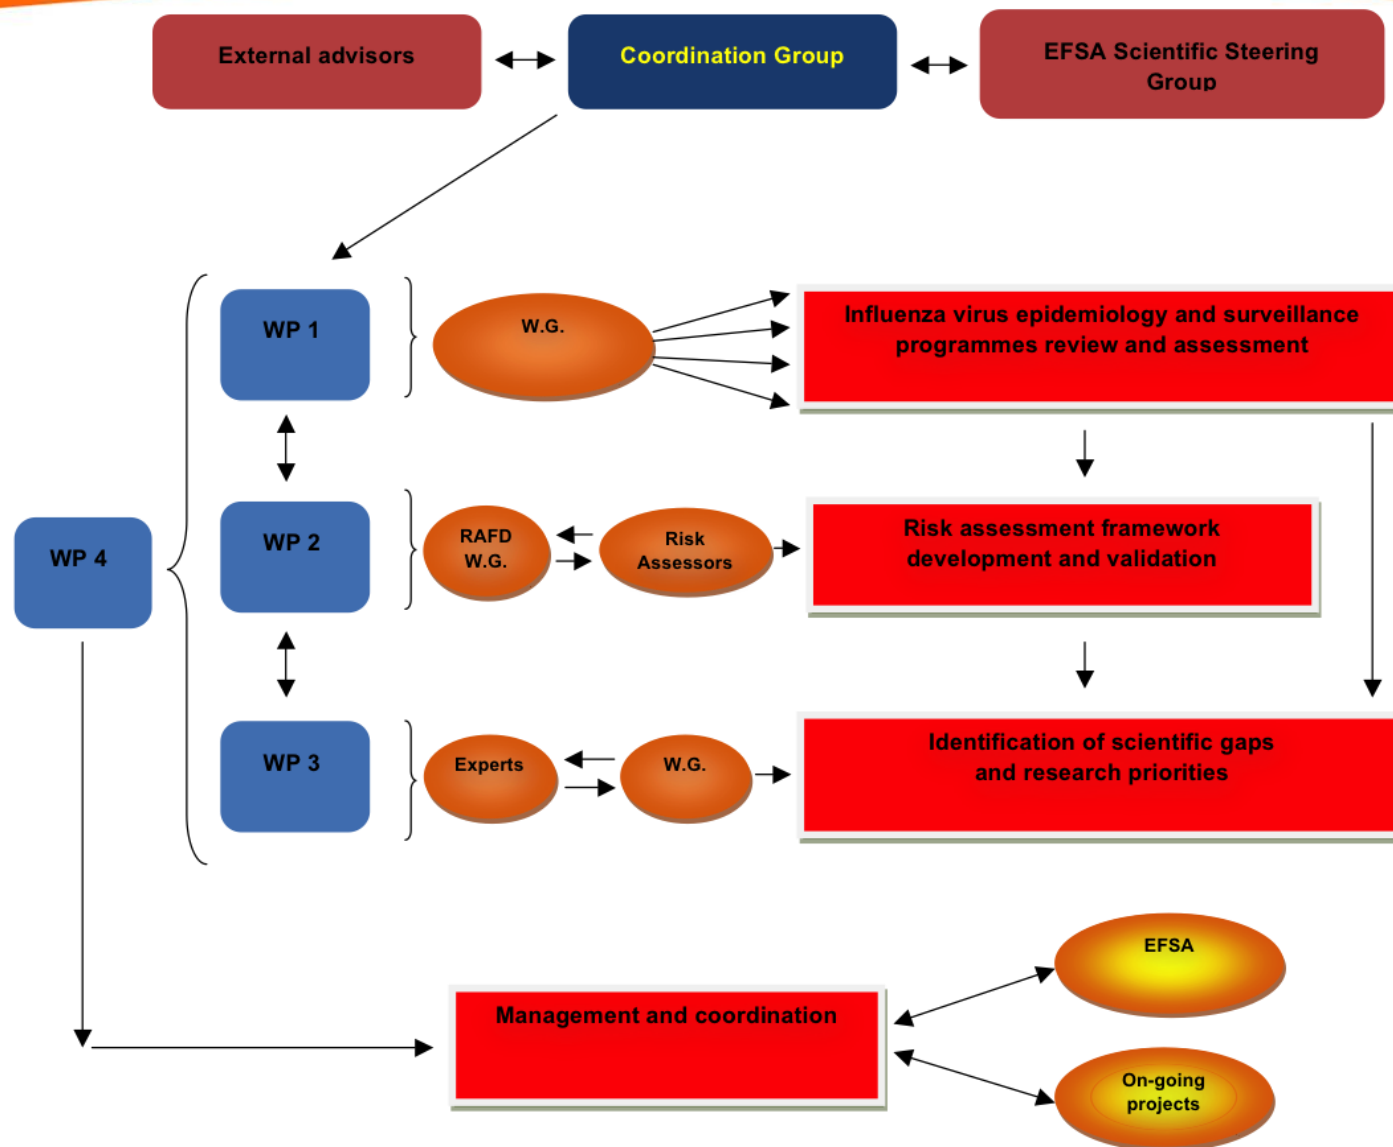 External advisors
Coordination Group
EFSA Scientific Steering
Group
WP 1
W.G.
Influenza virus epidemiology and surveillance
programmes review and assessment
WP 4
WP 2
RAFD
W.G.
Risk
Assessors
Risk assessment framework
development and validation
WP 3
Experts
W.G.
Identification of scientific gaps
and research priorities
EFSA
Management and coordination
On-going
projects